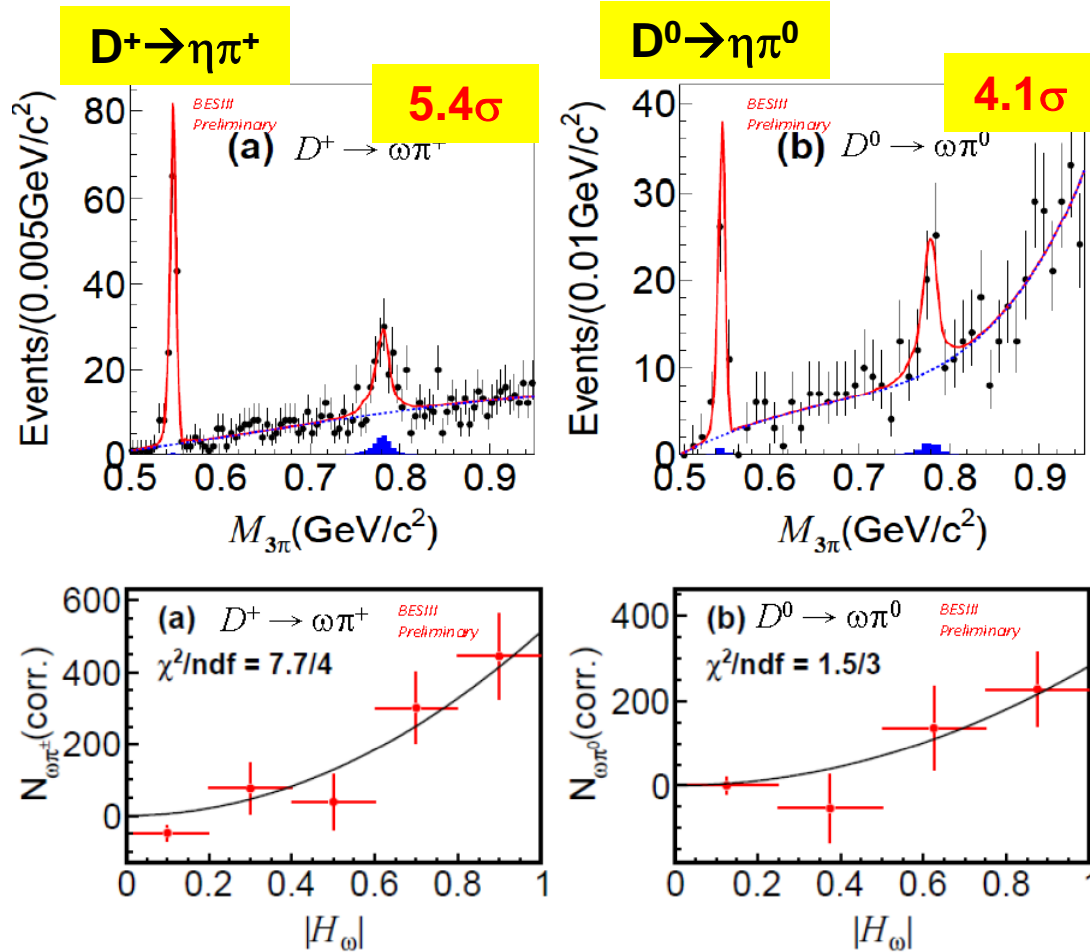 D⁺→ηπ⁺
5.4σ
BESIII
Preliminary
(a) D⁺ → ωπ⁺
Events/(0.005GeV/c²)
80
60
40
20
0
0.5 0.6 0.7 0.8 0.9
M₃π(GeV/c²)
D⁰→ηπ⁰
4.1σ
BESIII
Preliminary
(b) D⁰ → ωπ⁰
Events/(0.01GeV/c²)
40
30
20
10
0
0.5 0.6 0.7 0.8 0.9
M₃π(GeV/c²)
(a) D⁺ → ωπ⁺
BESIII
Preliminary
χ²/ndf = 7.7/4
N_ωπ±(corr.)
600
400
200
0
0 0.2 0.4 0.6 0.8 1
|H_ω|
(b) D⁰ → ωπ⁰
BESIII
Preliminary
χ²/ndf = 1.5/3
N_ωπ⁰(corr.)
400
200
0
0 0.2 0.4 0.6 0.8 1
|H_ω|